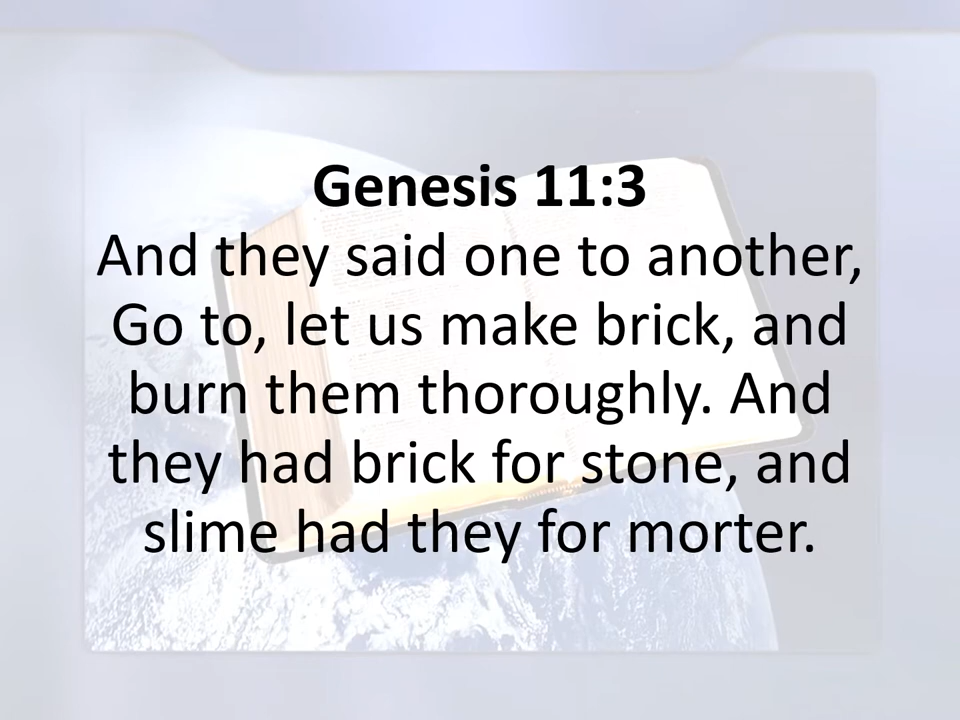 Genesis 11:3
And they said one to another,
Go to, let us make brick, and
burn them thoroughly. And
they had brick for stone, and
slime had they for morter.